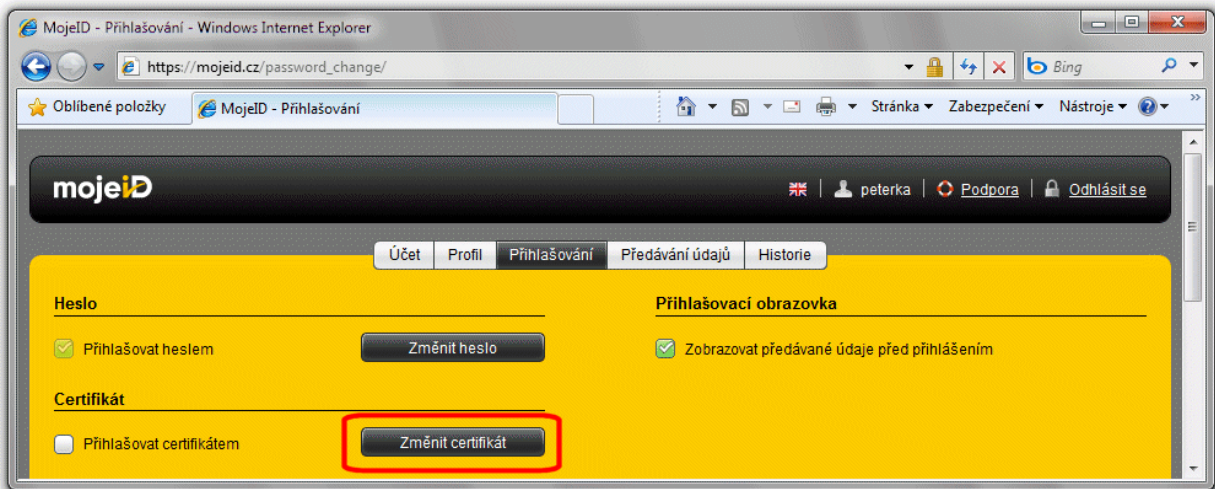 MojeID - Přihlašování - Windows Internet Explorer
https://mojeid.cz/password_change/
Bing
Oblíbené položky
MojeID - Přihlašování
Stránka
Zabezpečení
Nástroje
»
mojeiD
peterka
Podpora
Odhlásit se
Účet
Profil
Přihlašování
Předávání údajů
Historie
Heslo
Přihlašovací obrazovka
Přihlašovat heslem
Změnit heslo
Zobrazovat předávané údaje před přihlášením
Certifikát
Přihlašovat certifikátem
Změnit certifikát